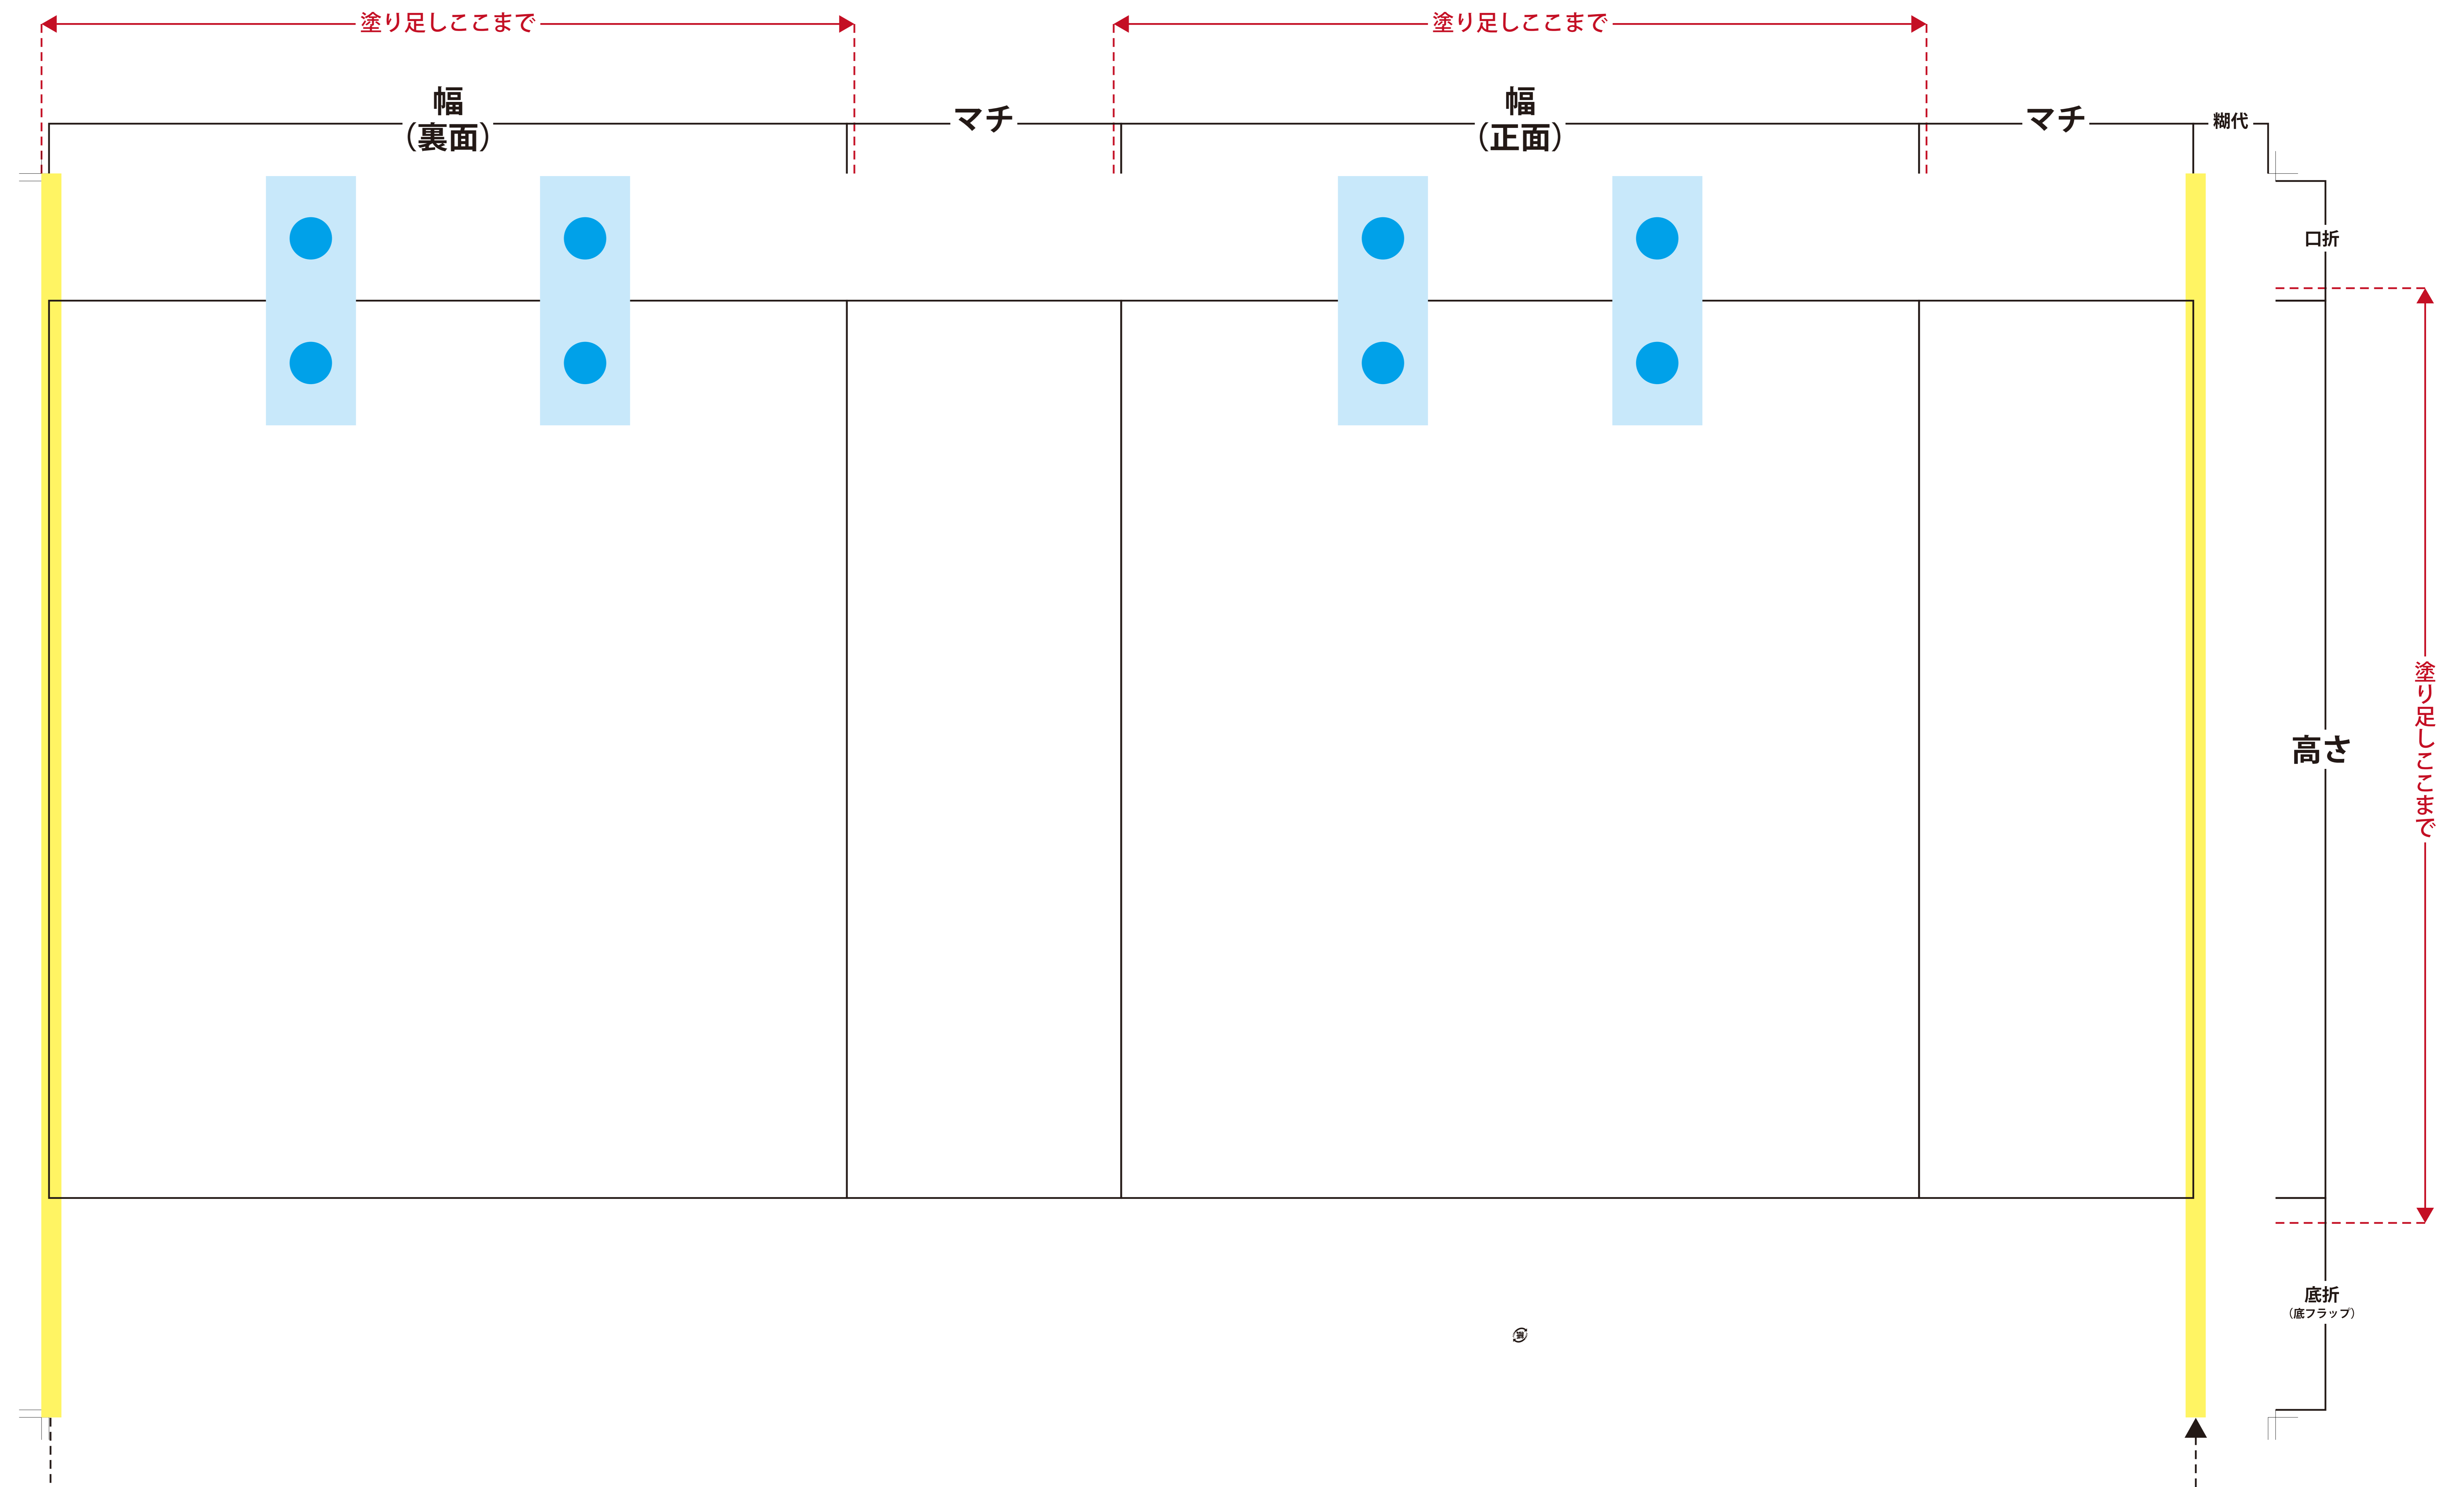 塗り足しここまで
塗り足しここまで
幅
（裏面）
マチ
幅
（正面）
マチ
糊代
口折
塗り足しここまで
高さ
底折
（底フラップ）